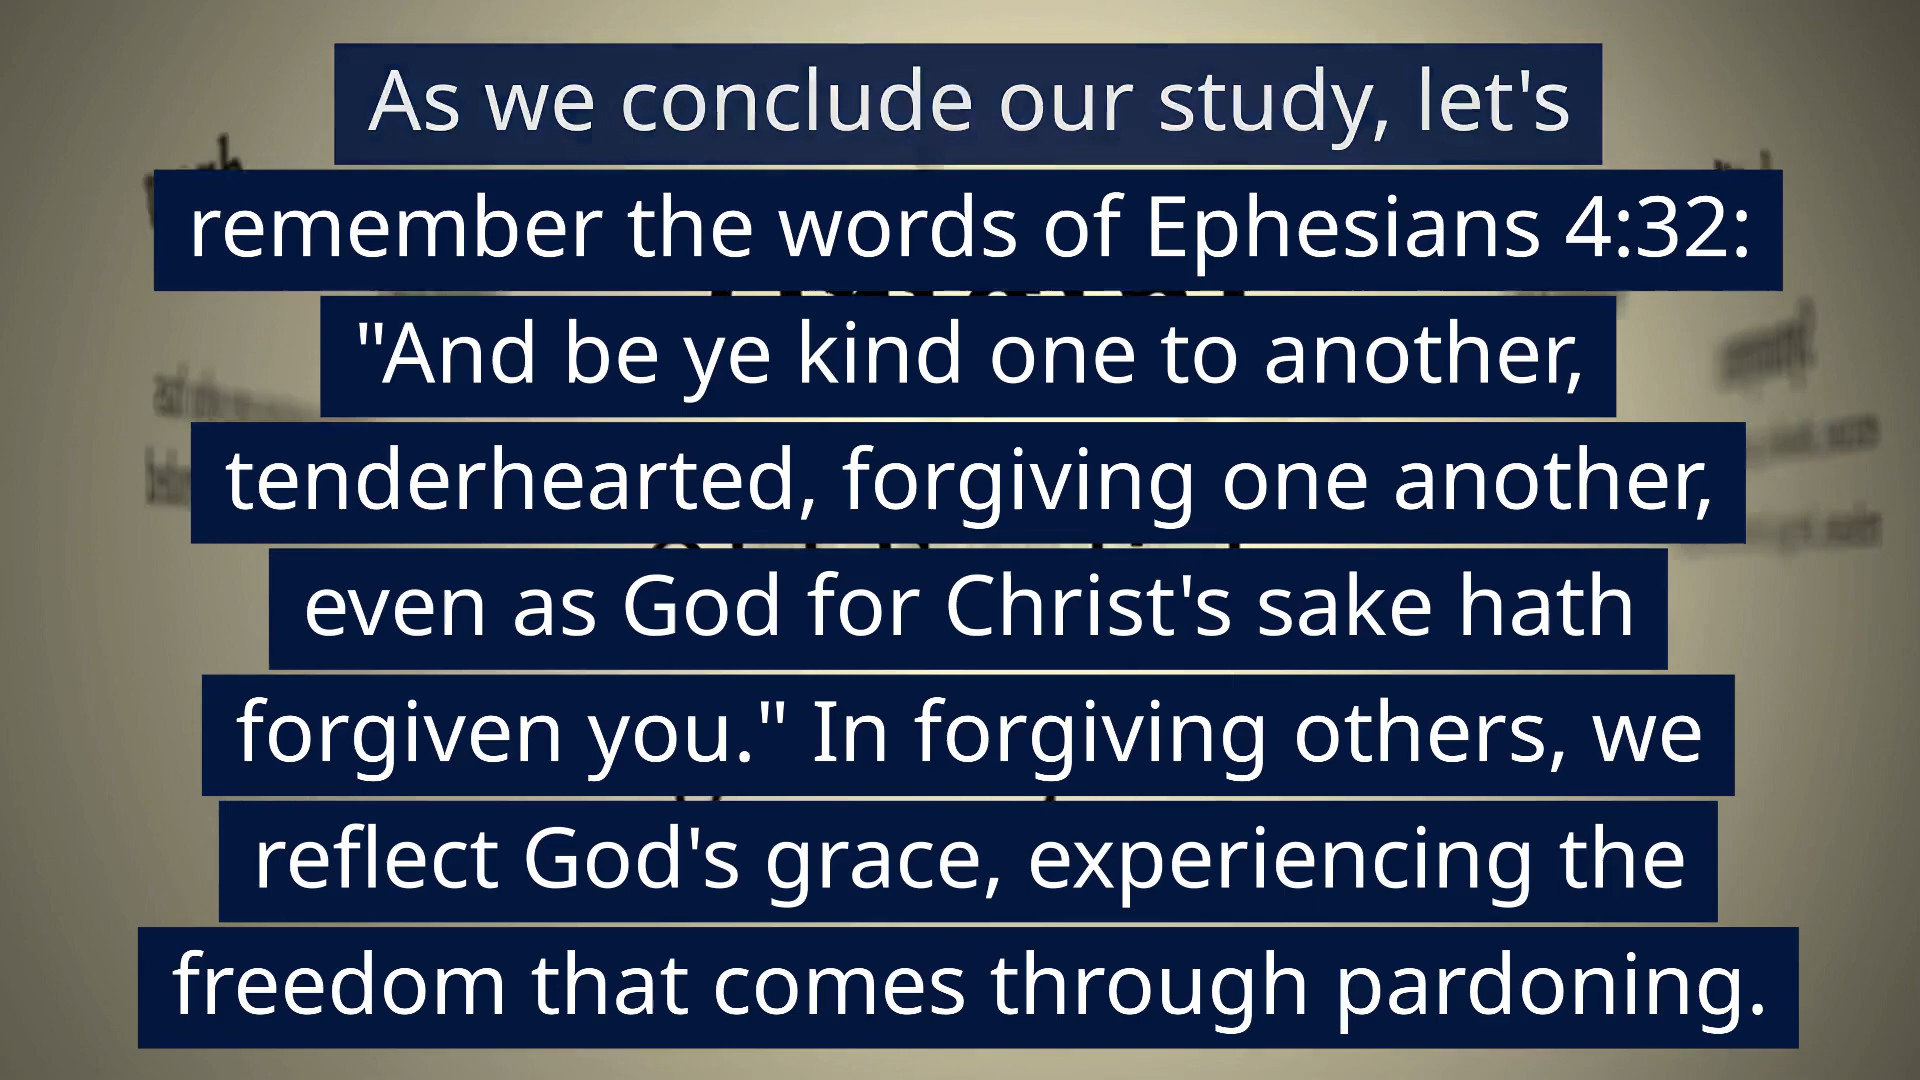 As we conclude our study, let's
remember the words of Ephesians 4:32:
"And be ye kind one to another,
tenderhearted, forgiving one another,
even as God for Christ's sake hath
forgiven you." In forgiving others, we
reflect God's grace, experiencing the
freedom that comes through pardoning.